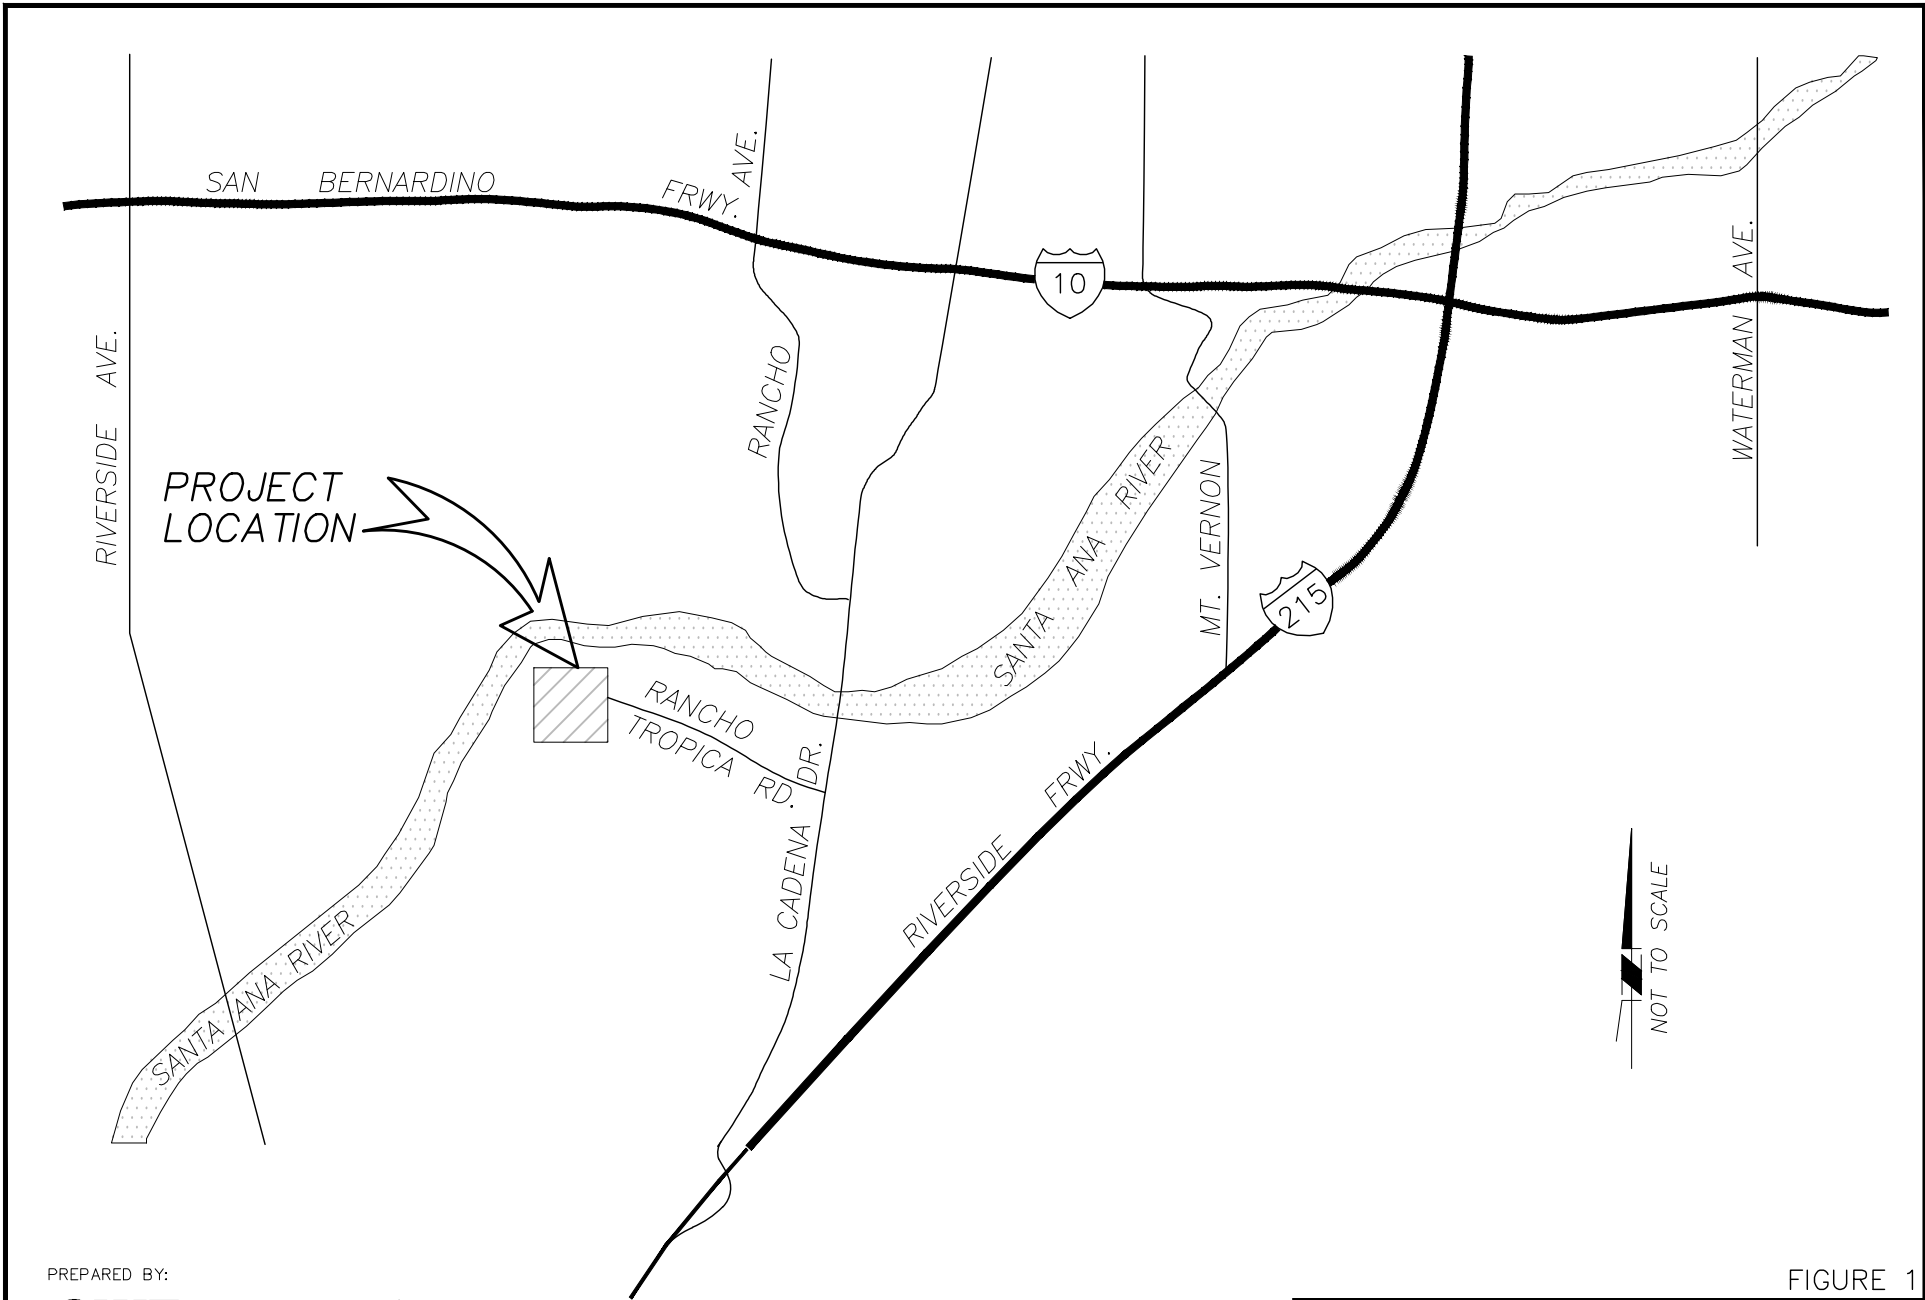 SAN BERNARDINO FRWY.
RANCHO AVE.
10
RIVERSIDE AVE.
WATERMAN AVE.
PROJECT
LOCATION
SANTA ANA RIVER
MT. VERNON
215
RANCHO
TROPICA RD.
LA CADENA DR.
RIVERSIDE FRWY.
SANTA ANA RIVER
N
NOT TO SCALE
PREPARED BY:
FIGURE 1